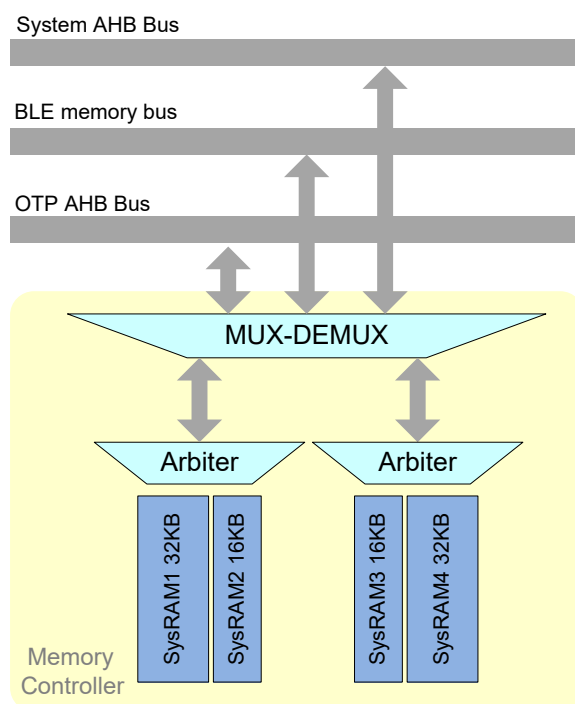 System AHB Bus
BLE memory bus
OTP AHB Bus
MUX-DEMUX
Arbiter
Arbiter
SysRAM1 32KB
SysRAM2 16KB
SysRAM3 16KB
SysRAM4 32KB
Memory
Controller